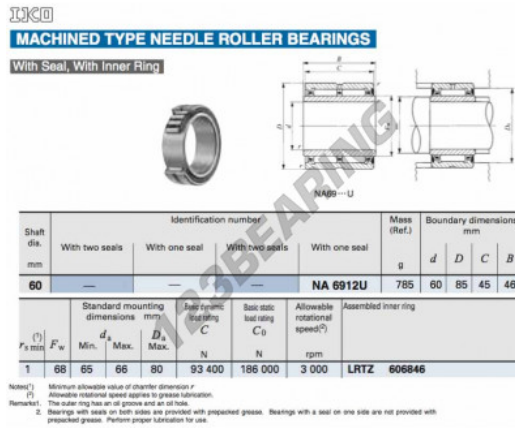 IKO
MACHINED TYPE NEEDLE ROLLER BEARINGS
With Seal, With Inner Ring
B
C
r
D
d
NA69····U
Shaft dia. mm
Identification number
With two seals
With one seal
With two seals
With one seal
Mass (Ref.) g
Boundary dimensions mm
d D C B
60 — — — NA 6912U 785 60 85 45 46
(1) rs min
Fw
Standard mounting dimensions mm
da
Min. Max.
Da
Max.
Basic dynamic load rating C N
Basic static load rating C0 N
Allowable rotational speed(2) rpm
Assembled inner ring
1 68 65 66 80 93 400 186 000 3 000 LRTZ 606846
Notes(1) Minimum allowable value of chamfer dimension r
(2) Allowable rotational speed applies to grease lubrication.
Remarks1. The outer ring has an oil groove and an oil hole.
2. Bearings with seals on both sides are provided with prepacked grease. Bearings with a seal on one side are not provided with
prepacked grease. Perform proper lubrication for use.
123BEARING